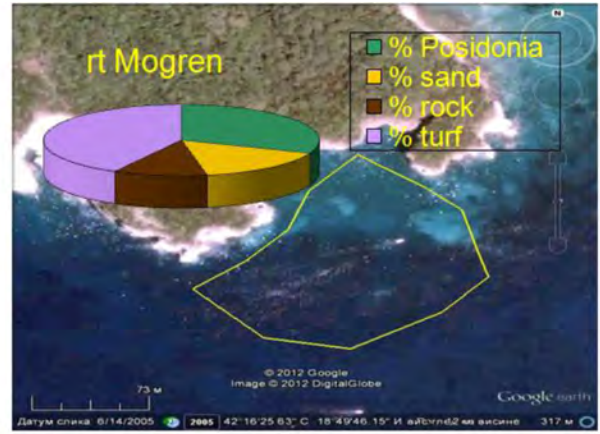 N
rt Mogren
% Posidonia
% sand
% rock
% turf
© 2012 Google
Image © 2012 DigitalGlobe
73 м
Google earth
Датум слика 6/14/2005 2005 42°16'25.63" С 18°49'46.15" И висине 317 м